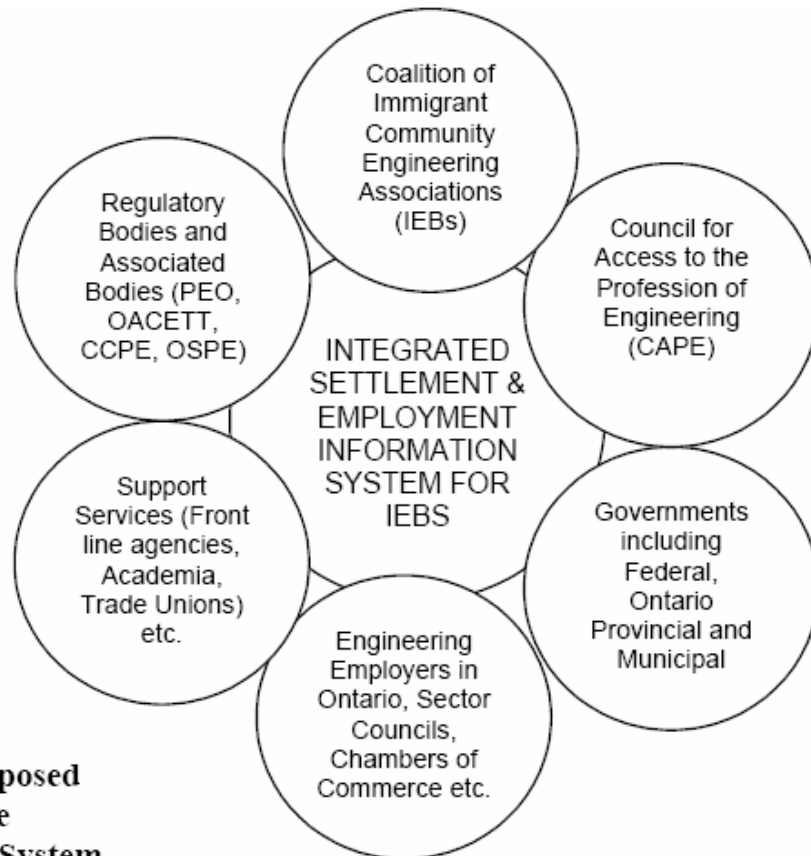 Coalition of
Immigrant
Community
Engineering
Associations
(IEBs)
Regulatory
Bodies and
Associated
Bodies (PEO,
OACETT,
CCPE, OSPE)
Council for
Access to the
Profession of
Engineering
(CAPE)
INTEGRATED
SETTLEMENT &
EMPLOYMENT
INFORMATION
SYSTEM FOR
IEBS
Support
Services (Front
line agencies,
Academia,
Trade Unions)
etc.
Governments
including
Federal,
Ontario
Provincial and
Municipal
Engineering
Employers in
Ontario, Sector
Councils,
Chambers of
Commerce etc.
posed
e
System